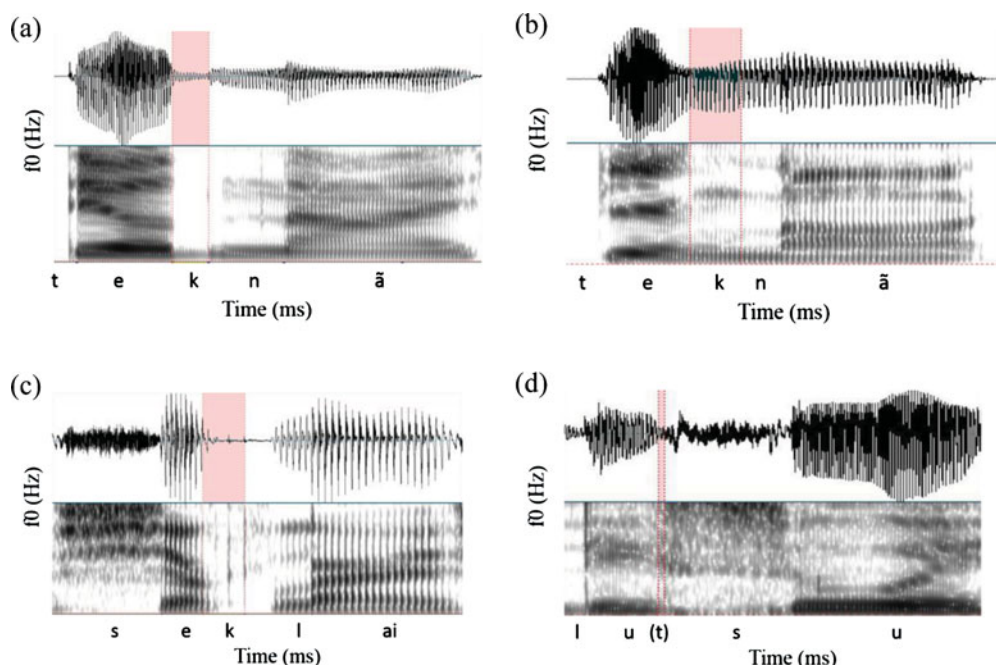 (a)
f0 (Hz)
t e k n ã
Time (ms)
(b)
f0 (Hz)
t e k n ã
Time (ms)
(c)
f0 (Hz)
s e k l ai
Time (ms)
(d)
f0 (Hz)
l u (t) s u
Time (ms)